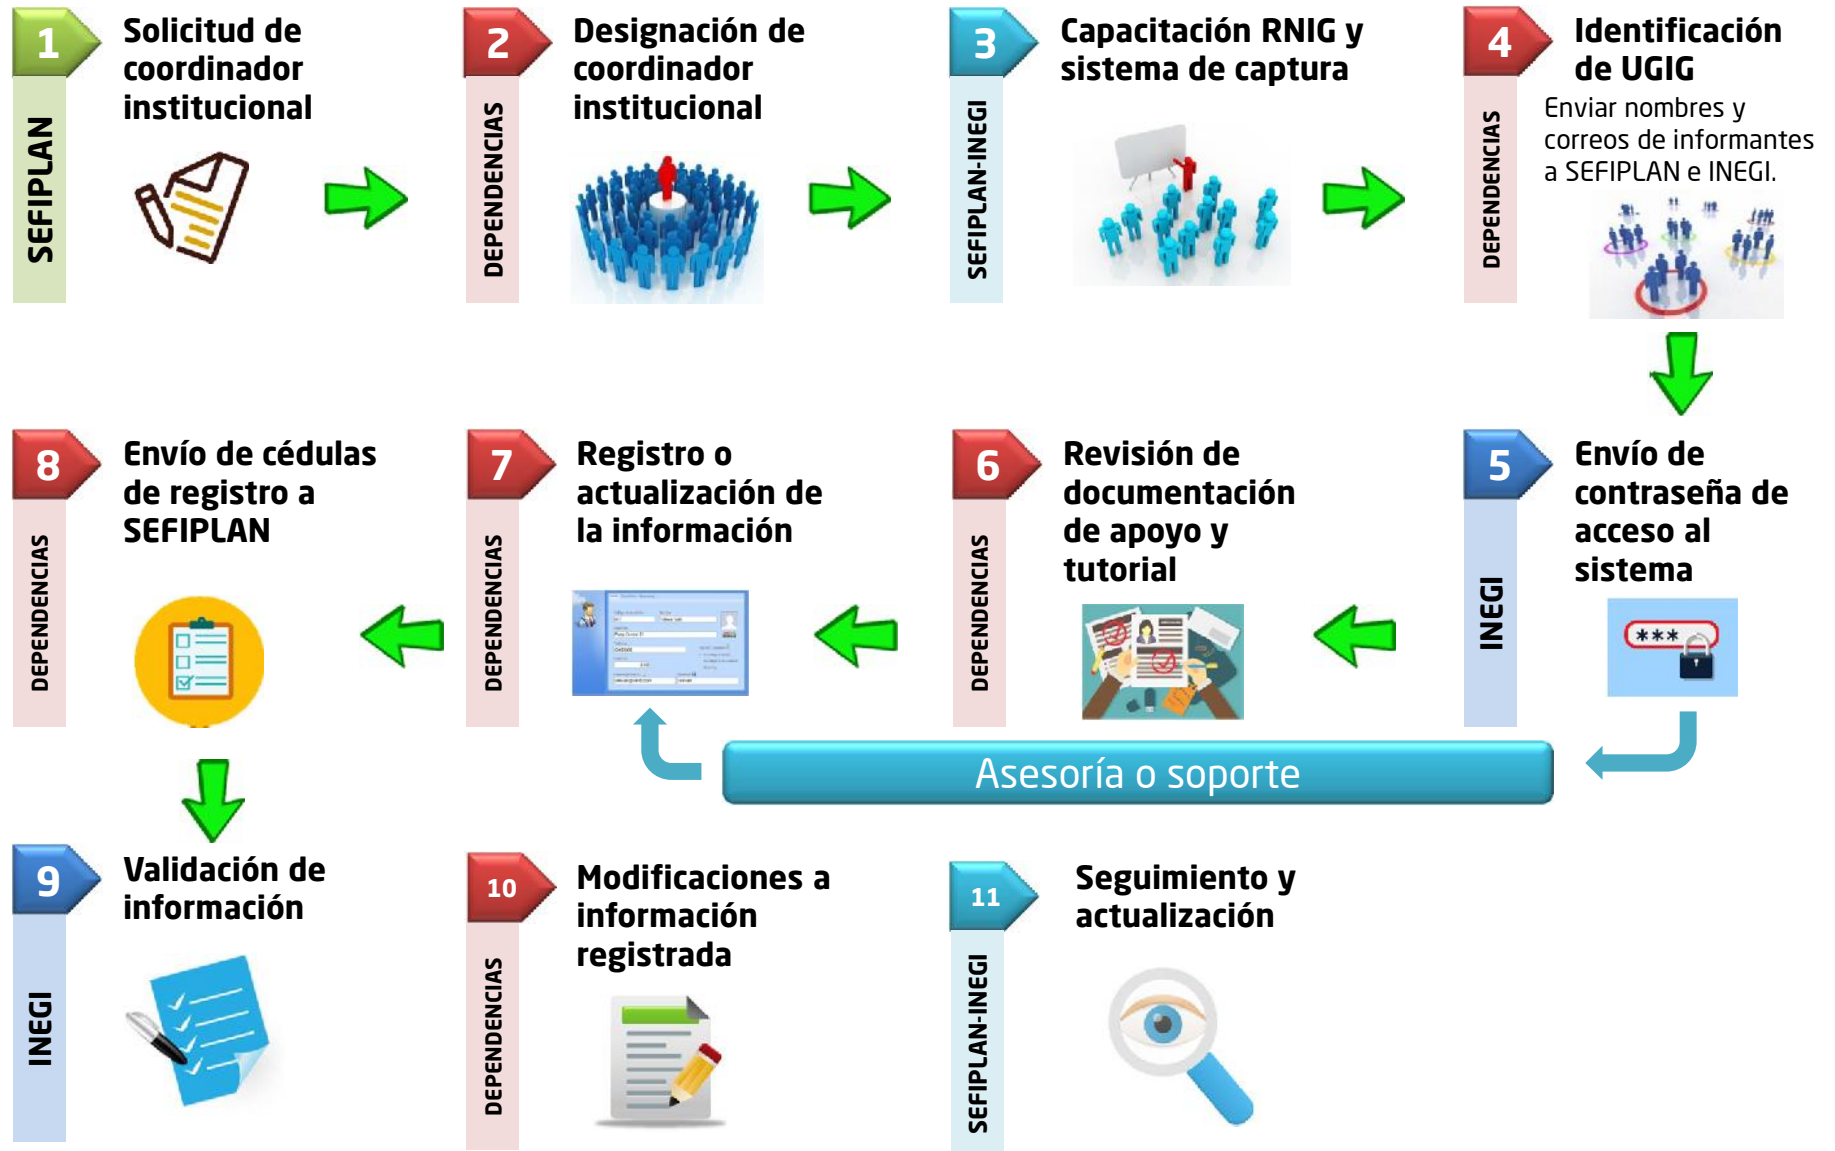 1
SEFIPLAN
Solicitud de
coordinador
institucional
2
DEPENDENCIAS
Designación de
coordinador
institucional
3
SEFIPLAN-INEGI
Capacitación RNIG y
sistema de captura
4
DEPENDENCIAS
Identificación
de UGIG
Enviar nombres y
correos de informantes
a SEFIPLAN e INEGI.
5
INEGI
Envío de
contraseña de
acceso al
sistema
***
6
DEPENDENCIAS
Revisión de
documentación
de apoyo y
tutorial
7
DEPENDENCIAS
Registro o
actualización de
la información
8
DEPENDENCIAS
Envío de cédulas
de registro a
SEFIPLAN
Asesoría o soporte
9
INEGI
Validación de
información
10
DEPENDENCIAS
Modificaciones a
información
registrada
11
SEFIPLAN-INEGI
Seguimiento y
actualización